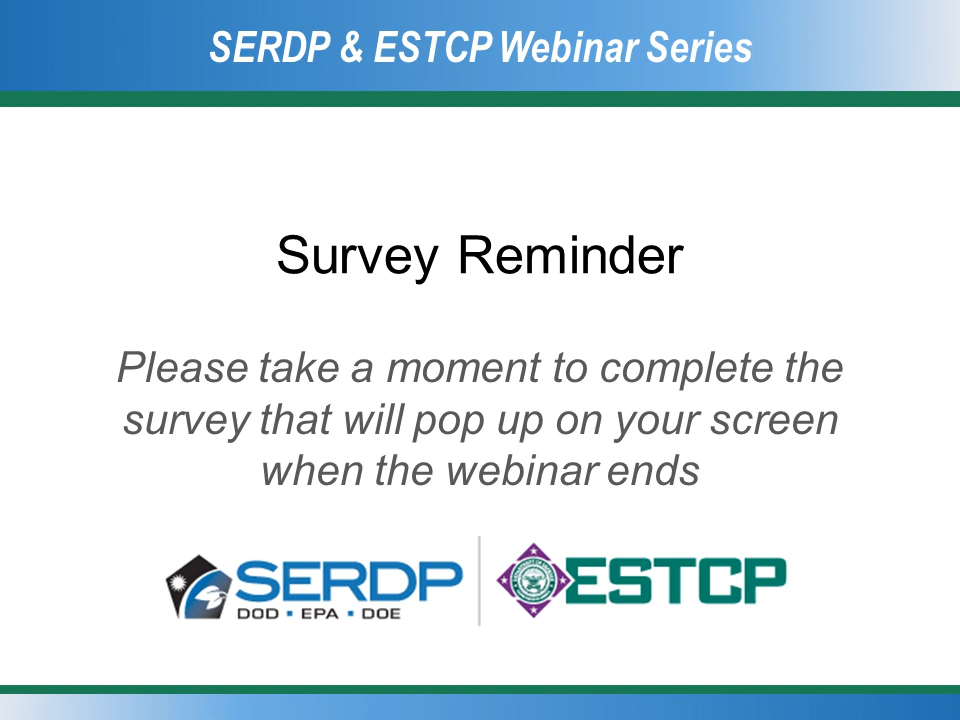 SERDP & ESTCP Webinar Series
Survey Reminder
Please take a moment to complete the
survey that will pop up on your screen
when the webinar ends
SERDP
DOD • EPA • DOE
ESTCP